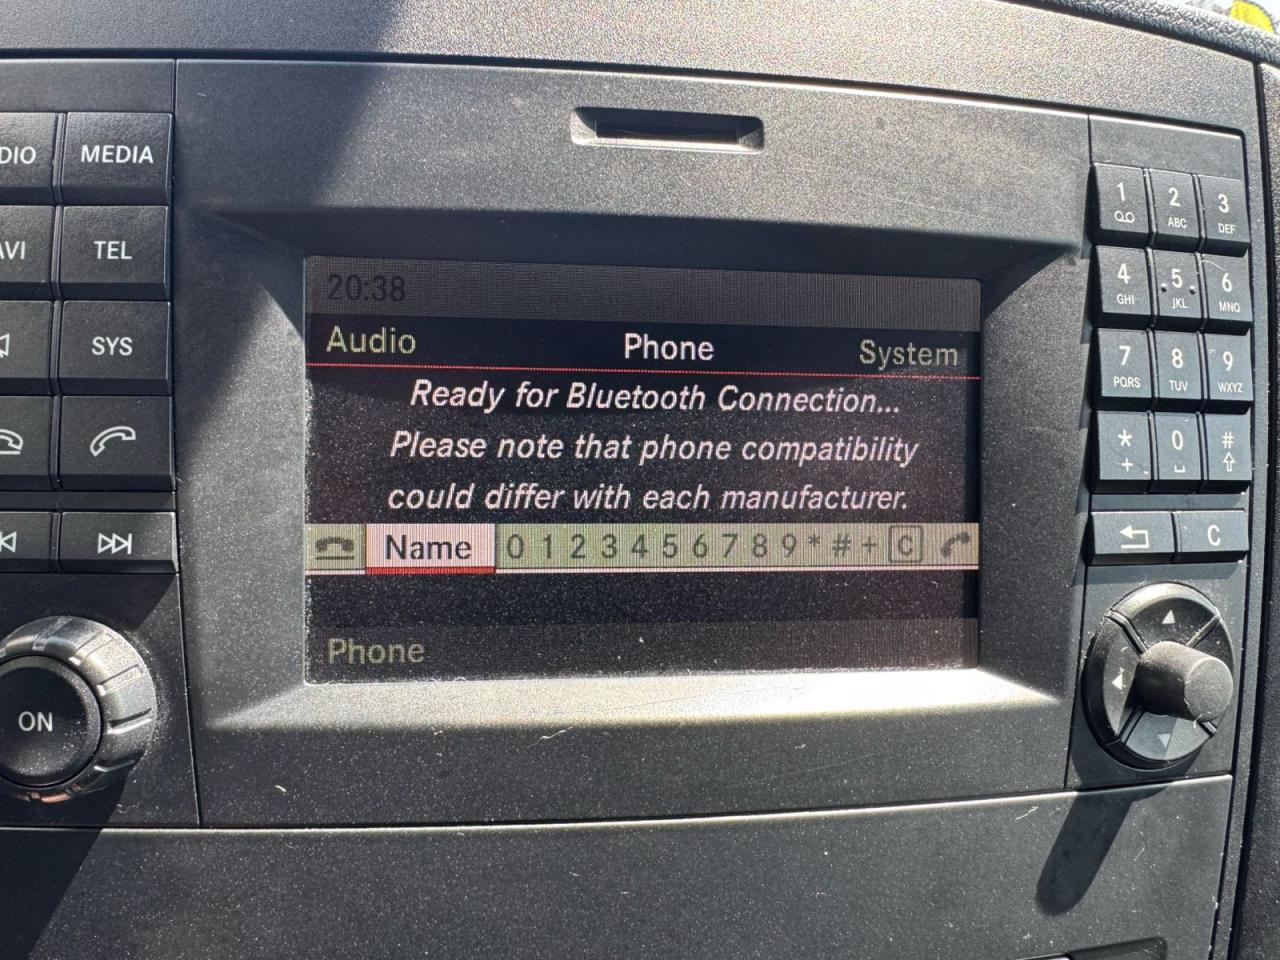 DIO
MEDIA
AVI
TEL
SYS
ON
20:38
Audio Phone System
Ready for Bluetooth Connection...
Please note that phone compatibility
could differ with each manufacturer.
Name 0 1 2 3 4 5 6 7 8 9 * # + C
Phone
1 2 3
ABC DEF
4 5 6
GHI JKL MNO
7 8 9
PQRS TUV WXYZ
* 0 #
+
C